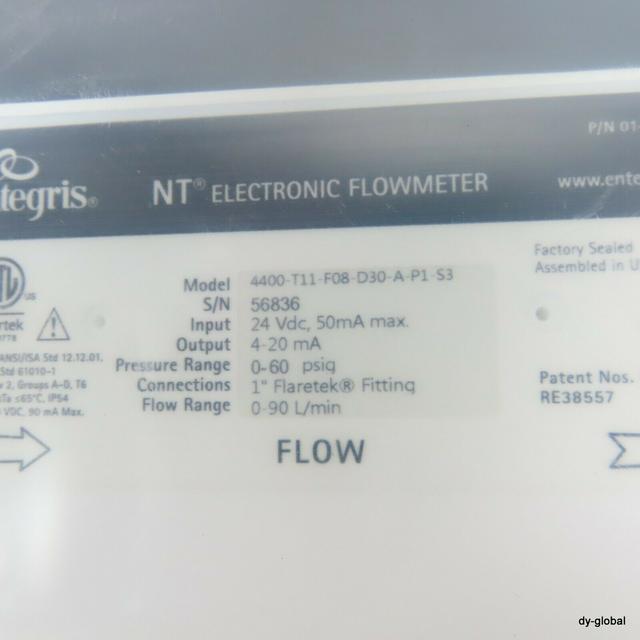 P/N 01-
ntegris®
NT® ELECTRONIC FLOWMETER
www.ente
Factory Sealed
Assembled in U
Model 4400-T11-F08-D30-A-P1-S3
S/N 56836
Input 24 Vdc, 50mA max.
Output 4-20 mA
Pressure Range 0-60 psig
Connections 1" Flaretek® Fitting
Flow Range 0-90 L/min
US
rtek
ANSI/ISA Std 12.12.01.
Std 61010-1
2, Groups A-D, T6
Ta ≤65°C, IP54
VDC, 90 mA Max.
Patent Nos.
RE38557
FLOW
dy-global